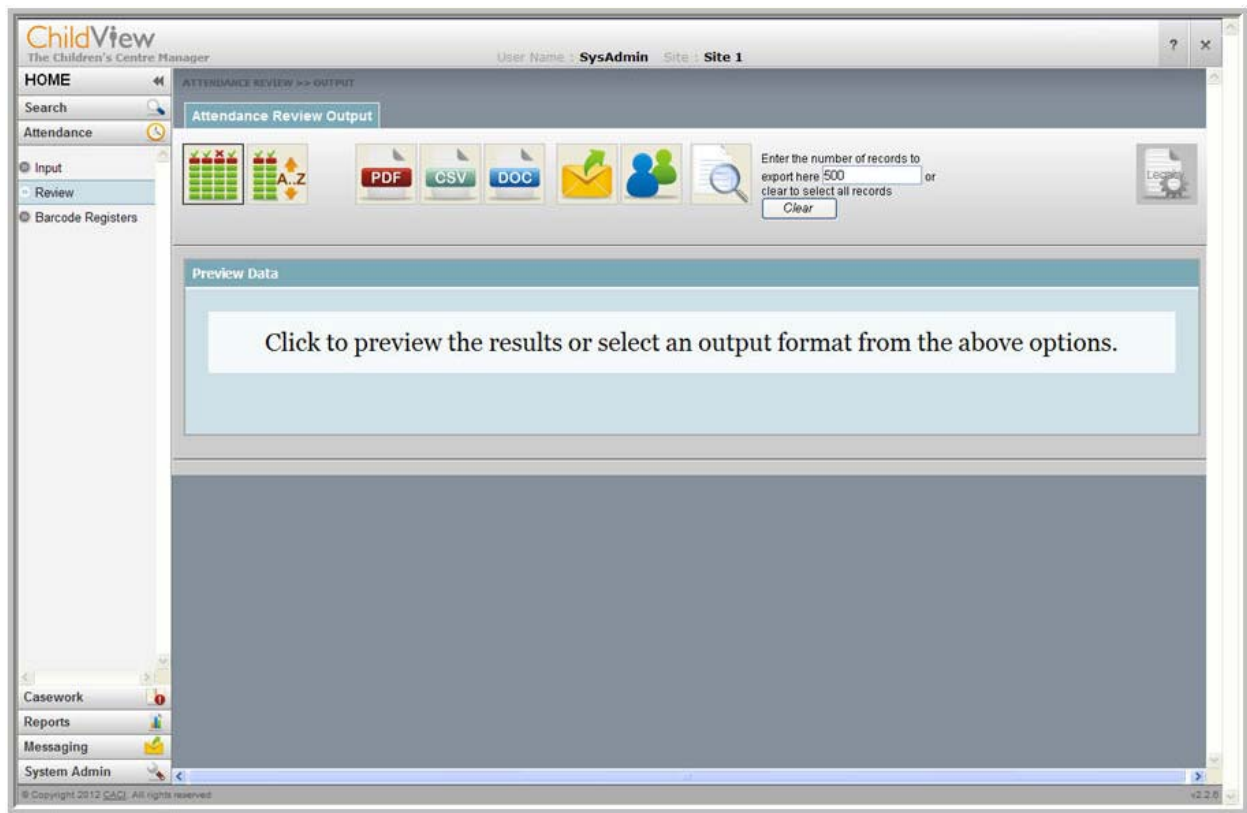 ChildView
The Children's Centre Manager
User Name : SysAdmin Site : Site 1
? ×
HOME
ATTENDANCE REVIEW >> OUTPUT
Search
Attendance Review Output
Attendance
Input
Review
Barcode Registers
A..Z
PDF
CSV
DOC
Enter the number of records to
export here 500 or
clear to select all records
Clear
Legacy
Preview Data
Click to preview the results or select an output format from the above options.
Casework
Reports
Messaging
System Admin
© Copyright 2012 CACI. All rights reserved
v2.2.6